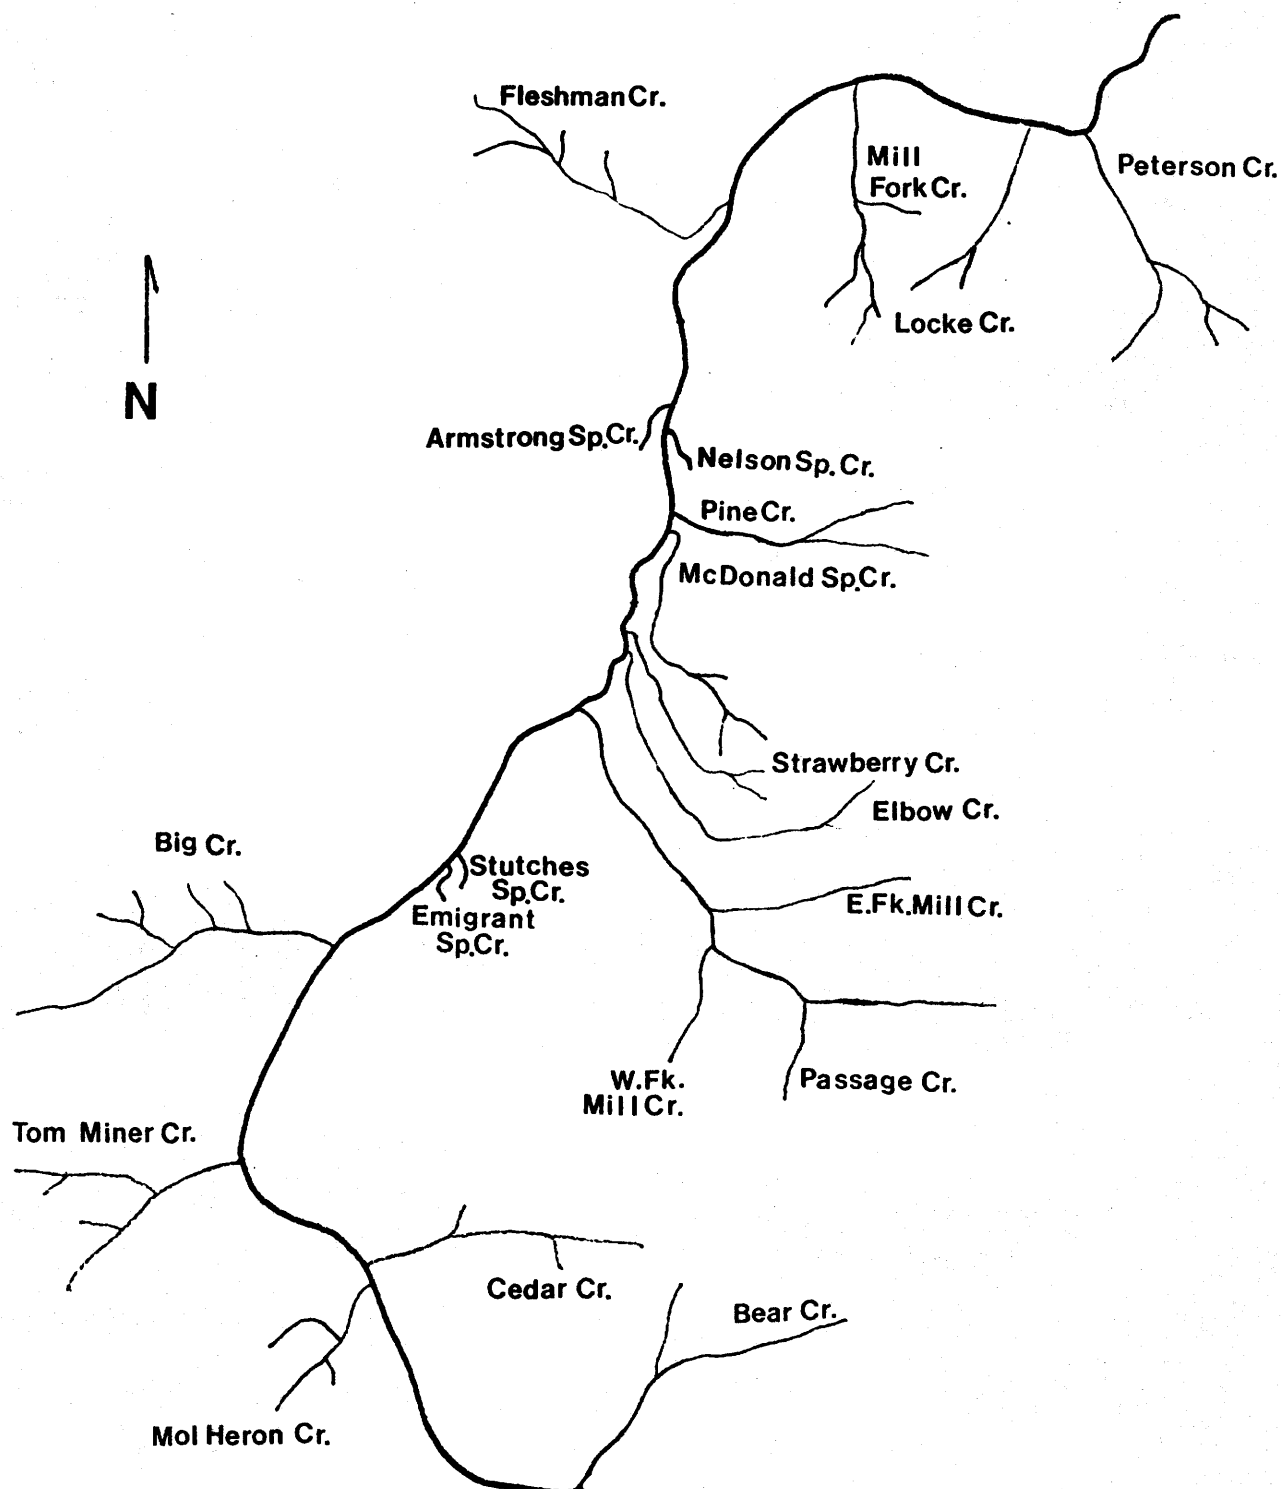 Fleshman Cr.
Mill
Fork Cr.
Peterson Cr.
Locke Cr.
N
Armstrong Sp.Cr.
Nelson Sp. Cr.
Pine Cr.
McDonald Sp.Cr.
Strawberry Cr.
Elbow Cr.
Big Cr.
Stutches
Sp.Cr.
Emigrant
Sp.Cr.
E.Fk.Mill Cr.
W.Fk.
Mill Cr.
Passage Cr.
Tom Miner Cr.
Cedar Cr.
Bear Cr.
Mol Heron Cr.